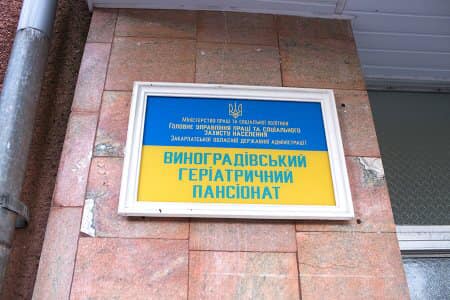 Міністерство праці та соціальної політики
Головне управління праці та соціального
захисту населення
Закарпатської обласної державної адміністрації
ВИНОГРАДІВСЬКИЙ
ГЕРІАТРИЧНИЙ
ПАНСІОНАТ